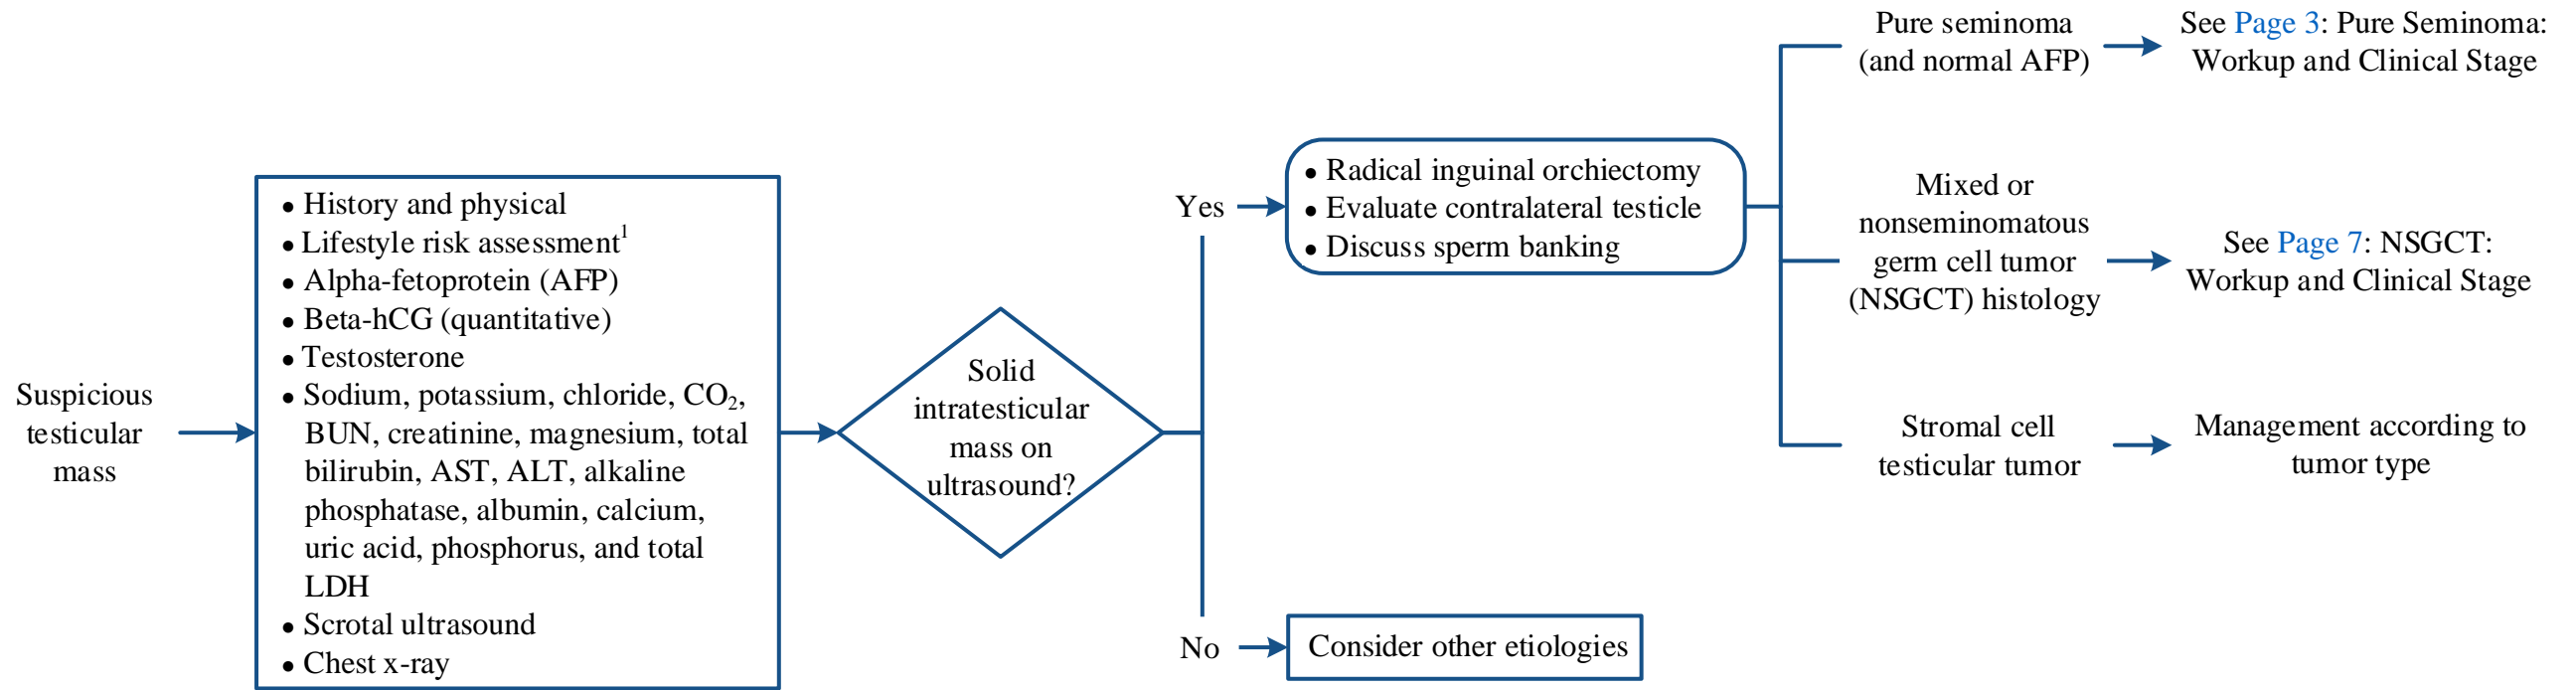 Suspicious
testicular
mass
• History and physical
• Lifestyle risk assessment¹
• Alpha-fetoprotein (AFP)
• Beta-hCG (quantitative)
• Testosterone
• Sodium, potassium, chloride, CO₂,
BUN, creatinine, magnesium, total
bilirubin, AST, ALT, alkaline
phosphatase, albumin, calcium,
uric acid, phosphorus, and total
LDH
• Scrotal ultrasound
• Chest x-ray
Solid
intratesticular
mass on
ultrasound?
Yes
• Radical inguinal orchiectomy
• Evaluate contralateral testicle
• Discuss sperm banking
No
Consider other etiologies
Pure seminoma
(and normal AFP)
See Page 3: Pure Seminoma:
Workup and Clinical Stage
Mixed or
nonseminomatous
germ cell tumor
(NSGCT) histology
See Page 7: NSGCT:
Workup and Clinical Stage
Stromal cell
testicular tumor
Management according to
tumor type